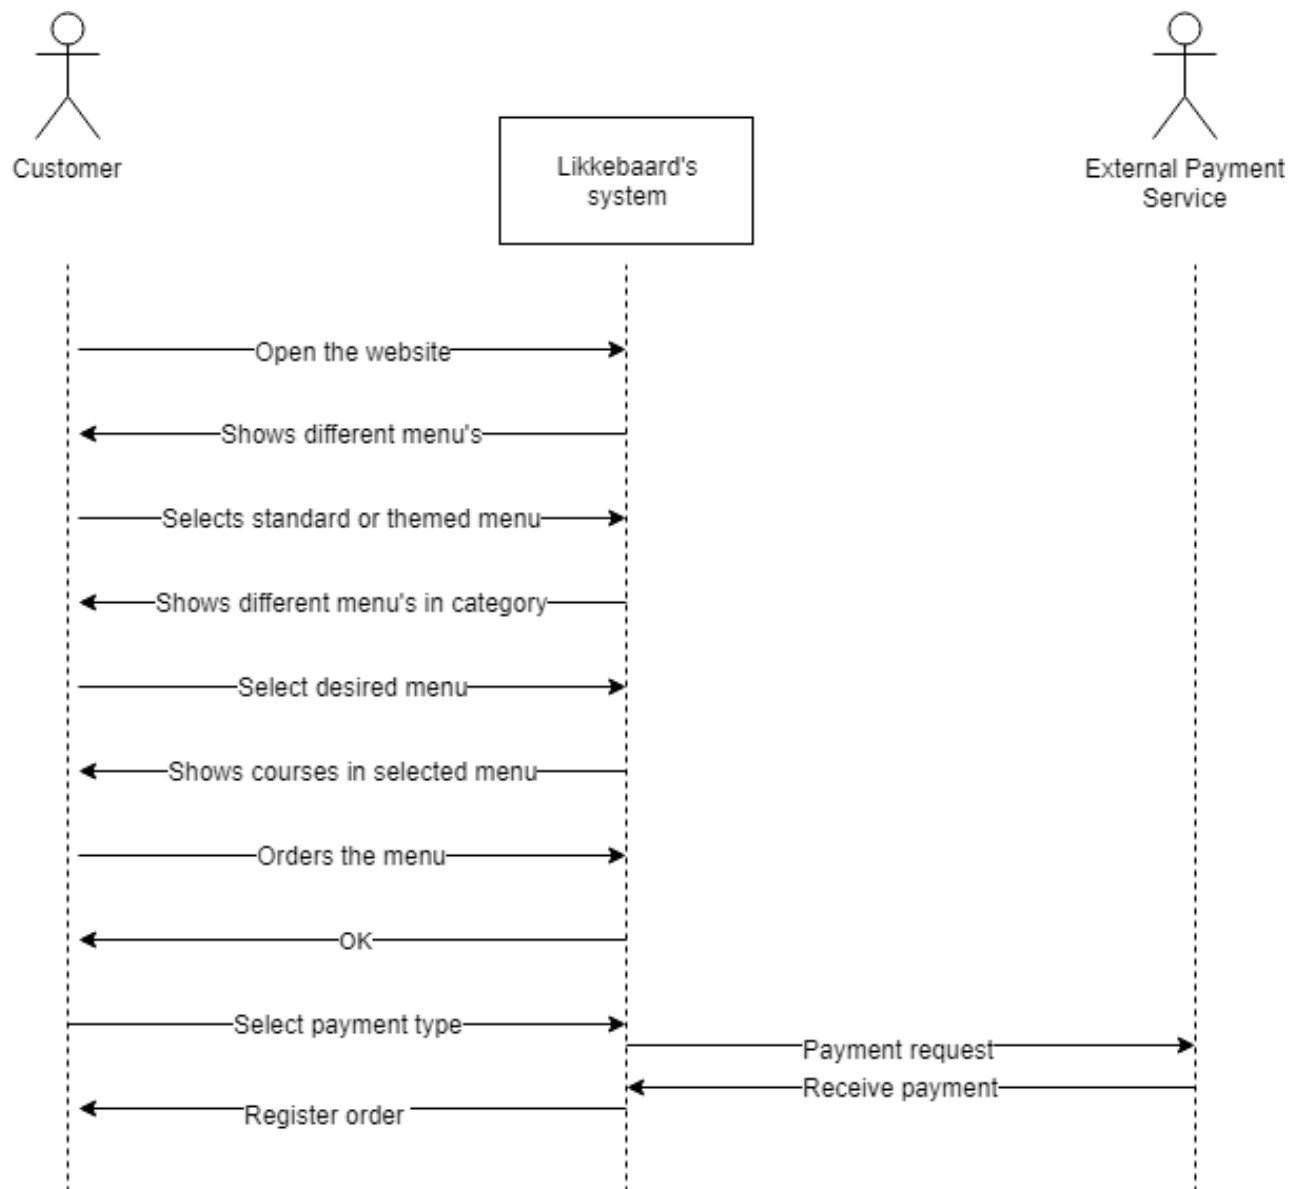 Customer
Likkebaard's
system
External Payment
Service
Open the website
Shows different menu's
Selects standard or themed menu
Shows different menu's in category
Select desired menu
Shows courses in selected menu
Orders the menu
OK
Select payment type
Payment request
Receive payment
Register order